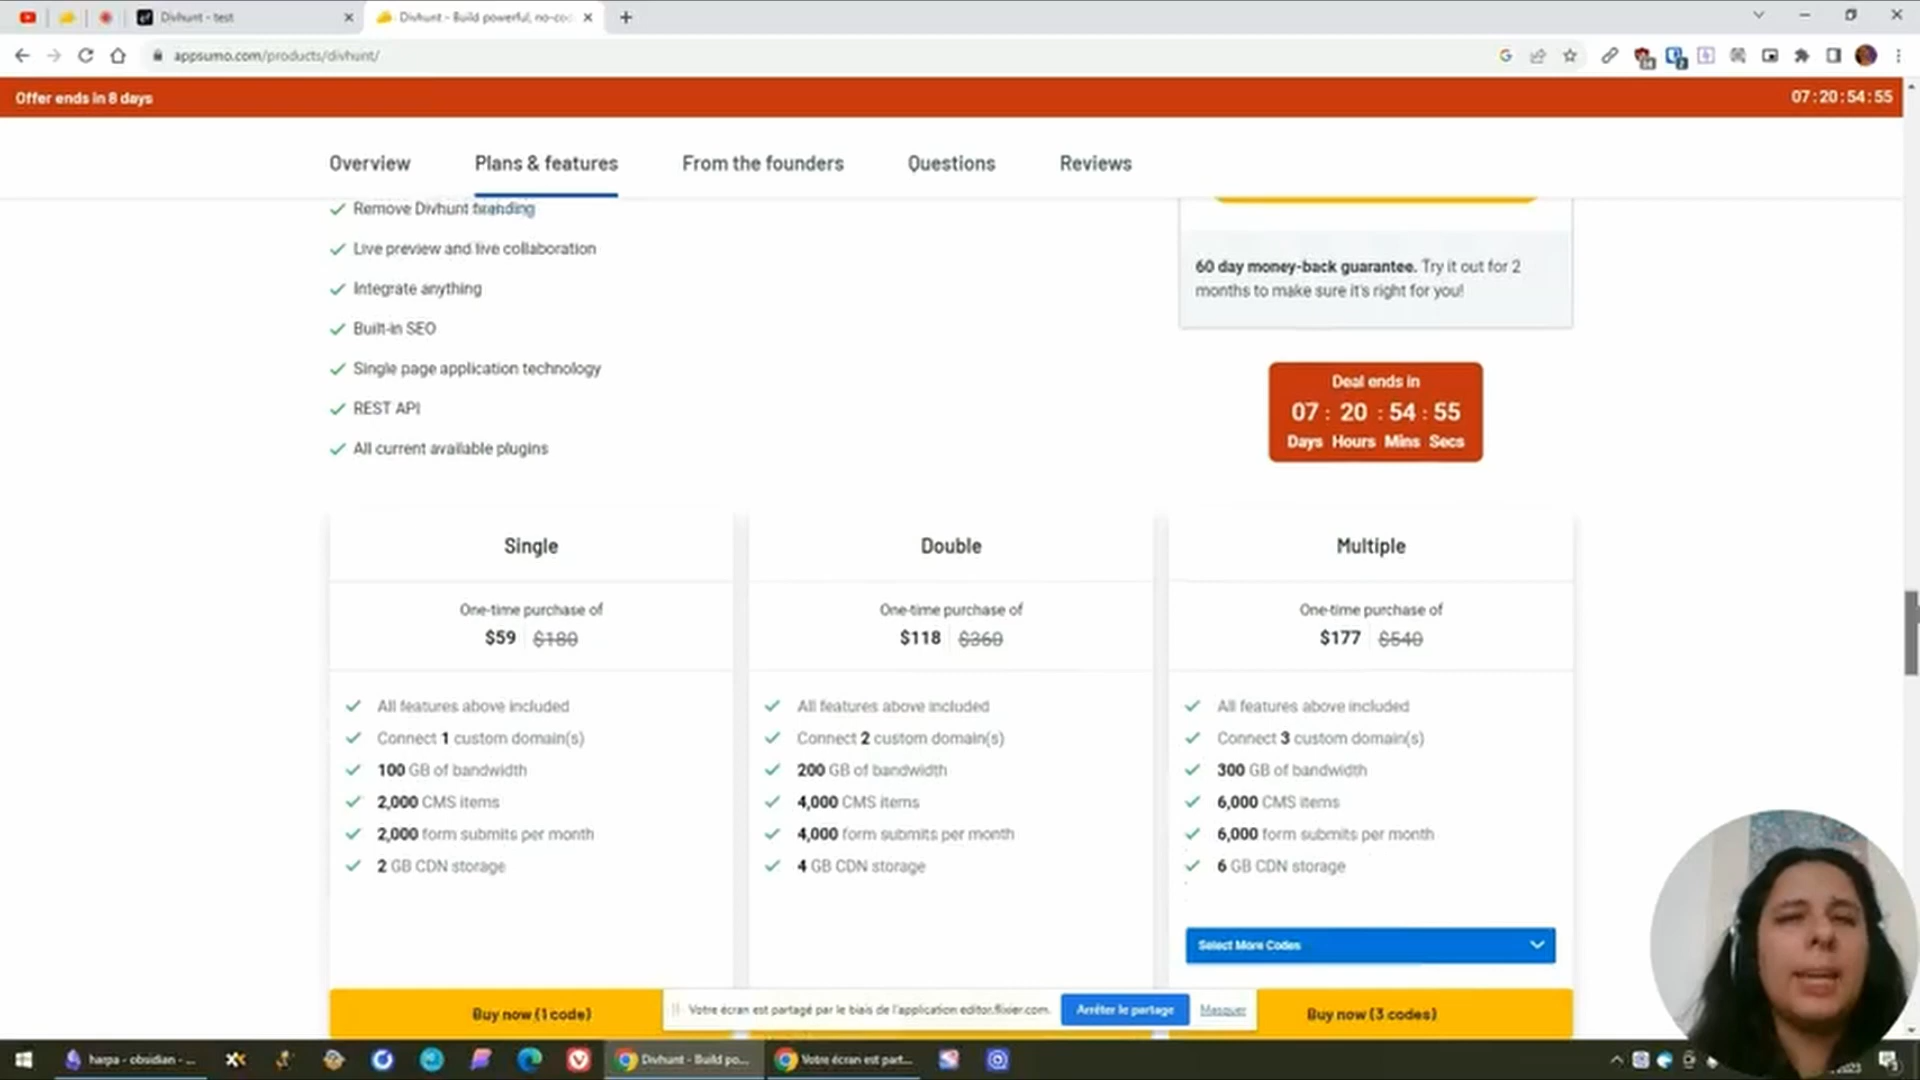 Divhunt - test
Divhunt - Build powerful, no-co
appsumo.com/products/divhunt/
Offer ends in 8 days
07:20:54:55
Overview
Plans & features
From the founders
Questions
Reviews
Remove Divhunt branding
Live preview and live collaboration
Integrate anything
Built-in SEO
Single page application technology
REST API
All current available plugins
60 day money-back guarantee. Try it out for 2
months to make sure it's right for you!
Deal ends in
07 : 20 : 54 : 55
Days Hours Mins Secs
Single
One-time purchase of
$59 $180
All features above included
Connect 1 custom domain(s)
100 GB of bandwidth
2,000 CMS items
2,000 form submits per month
2 GB CDN storage
Buy now (1 code)
Double
One-time purchase of
$118 $360
All features above included
Connect 2 custom domain(s)
200 GB of bandwidth
4,000 CMS items
4,000 form submits per month
4 GB CDN storage
Multiple
One-time purchase of
$177 $540
All features above included
Connect 3 custom domain(s)
300 GB of bandwidth
6,000 CMS items
6,000 form submits per month
6 GB CDN storage
Select More Codes
Buy now (3 codes)
Votre écran est partagé par le biais de l'application editor.flixier.com.
Arrêter le partage
Masquer
harpa - obsidian - ...
Divhunt - Build po...
Votre écran est part...